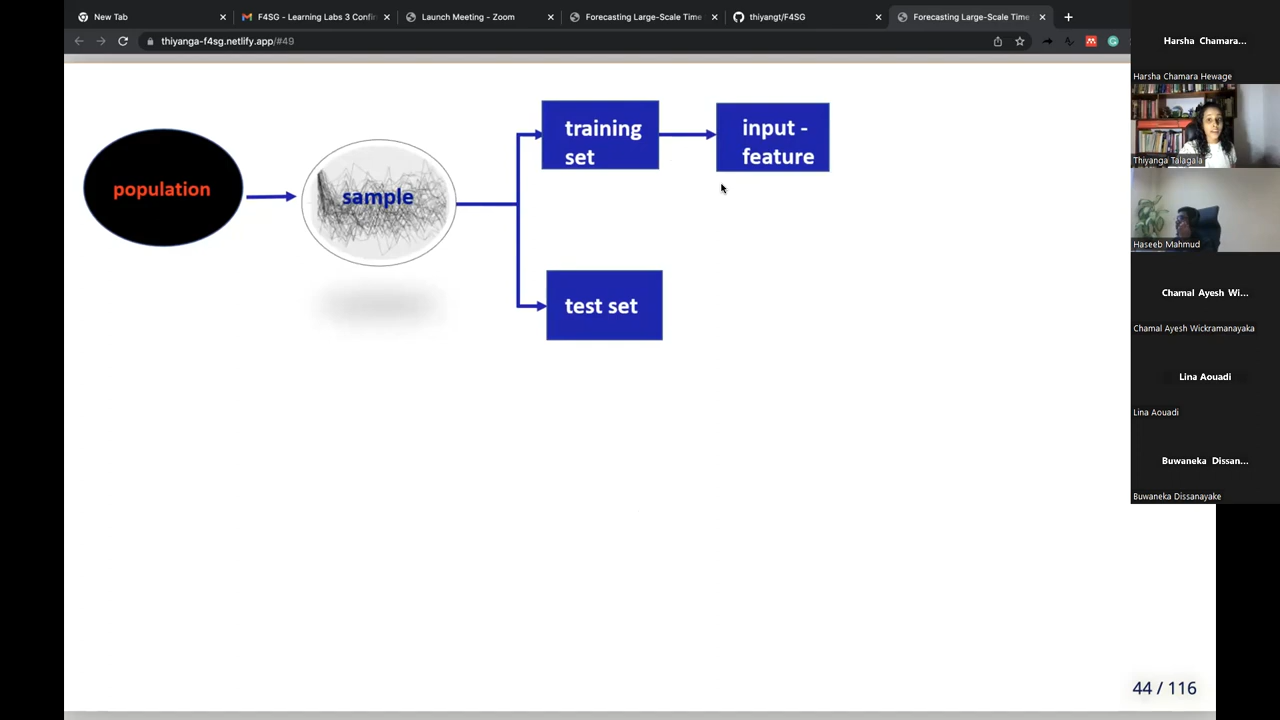 New Tab
F4SG - Learning Labs 3 Confir
Launch Meeting - Zoom
Forecasting Large-Scale Time
thiyangt/F4SG
Forecasting Large-Scale Time
thiyanga-f4sg.netlify.app/#49
population
sample
training
set
input -
feature
test set
44 / 116
Harsha Chamara...
Harsha Chamara Hewage
Thiyanga Talagala
Haseeb Mahmud
Chamal Ayesh Wi...
Chamal Ayesh Wickramanayaka
Lina Aouadi
Lina Aouadi
Buwaneka Dissan...
Buwaneka Dissanayake